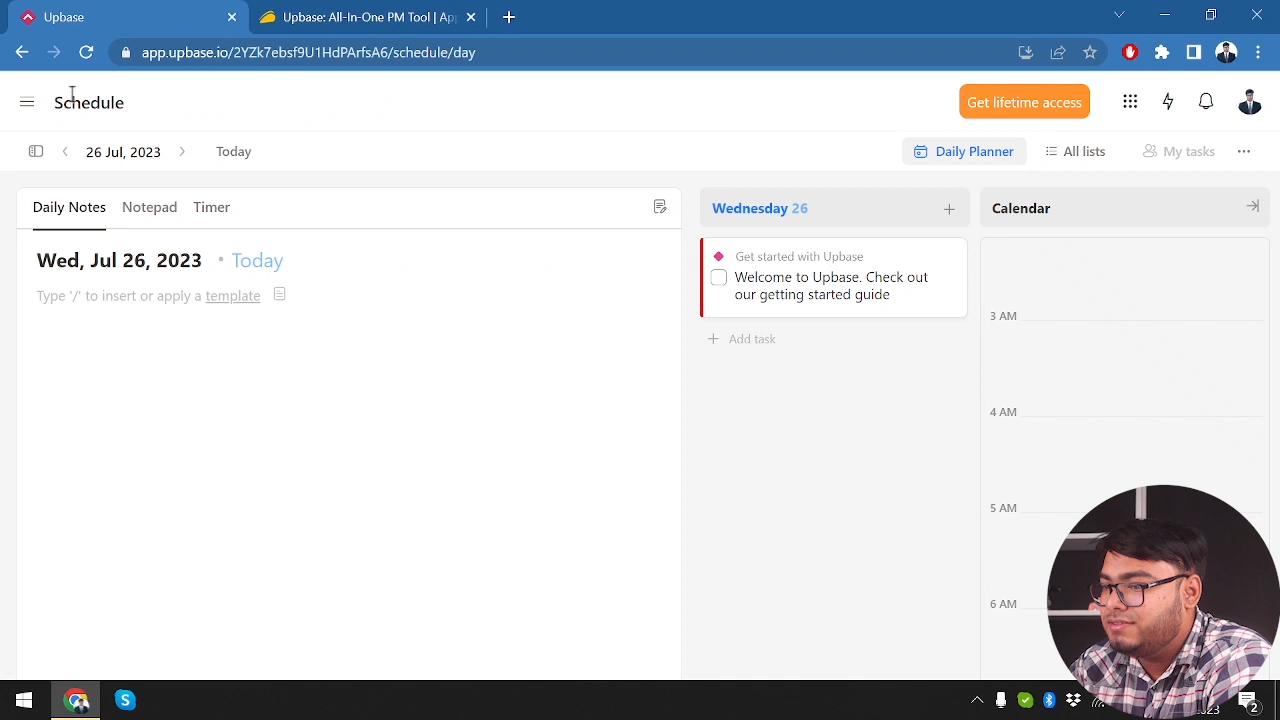 Upbase
Upbase: All-In-One PM Tool | App
app.upbase.io/2YZk7ebsf9U1HdPArfsA6/schedule/day
Schedule
Get lifetime access
26 Jul, 2023
Today
Daily Planner
All lists
My tasks
Daily Notes
Notepad
Timer
Wednesday 26
Calendar
Wed, Jul 26, 2023 • Today
Type '/' to insert or apply a template
Get started with Upbase
Welcome to Upbase. Check out
our getting started guide
Add task
3 AM
4 AM
5 AM
6 AM
2